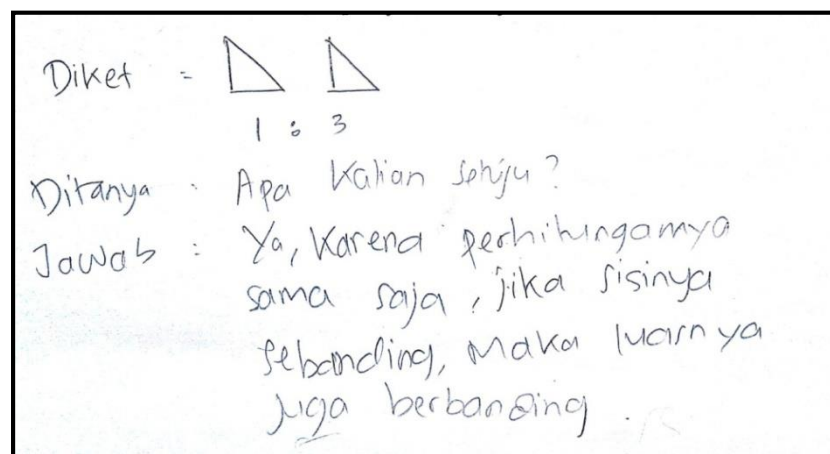 Diket =
1 : 3
Ditanya : Apa kalian setuju?
Jawab : Ya, Karena perhitungannya
sama saja, jika sisinya
sebanding, maka luasnya
juga berbanding.